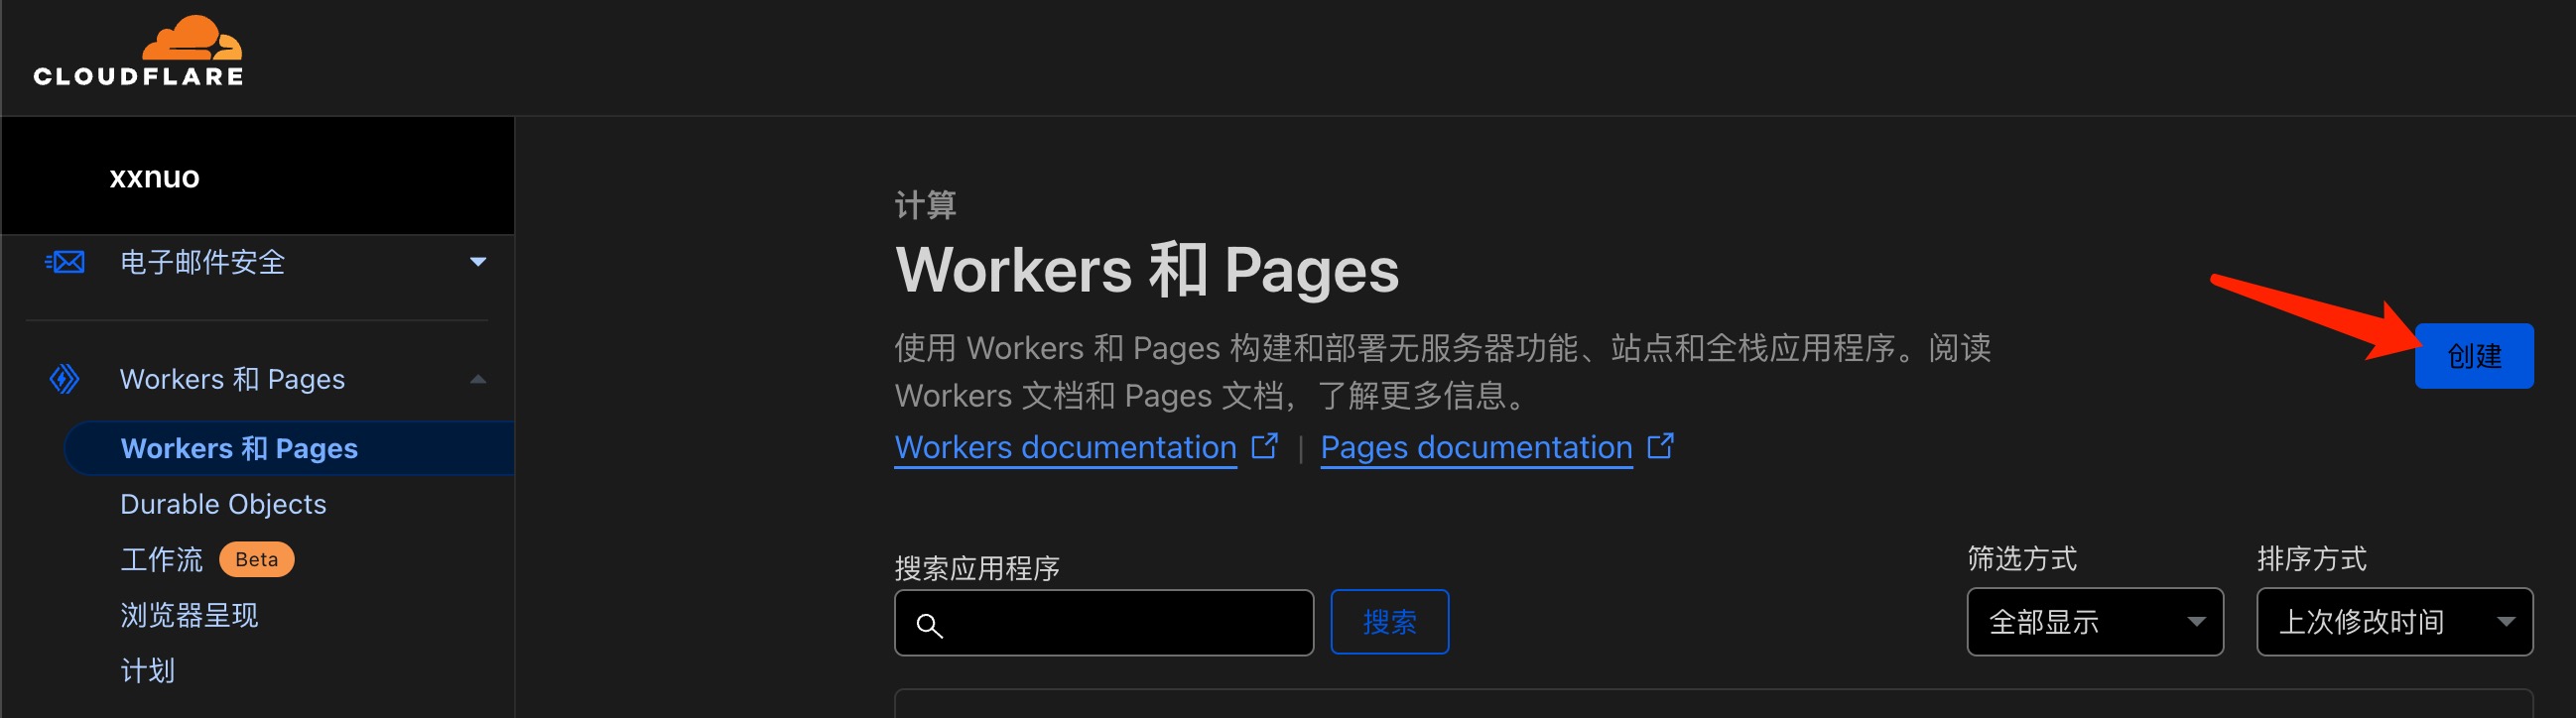 CLOUDFLARE
xxnuo
电子邮件安全
Workers 和 Pages
Workers 和 Pages
Durable Objects
工作流 Beta
浏览器呈现
计划
计算
Workers 和 Pages
使用 Workers 和 Pages 构建和部署无服务器功能、站点和全栈应用程序。阅读
Workers 文档和 Pages 文档，了解更多信息。
Workers documentation | Pages documentation
创建
搜索应用程序
搜索
筛选方式
全部显示
排序方式
上次修改时间